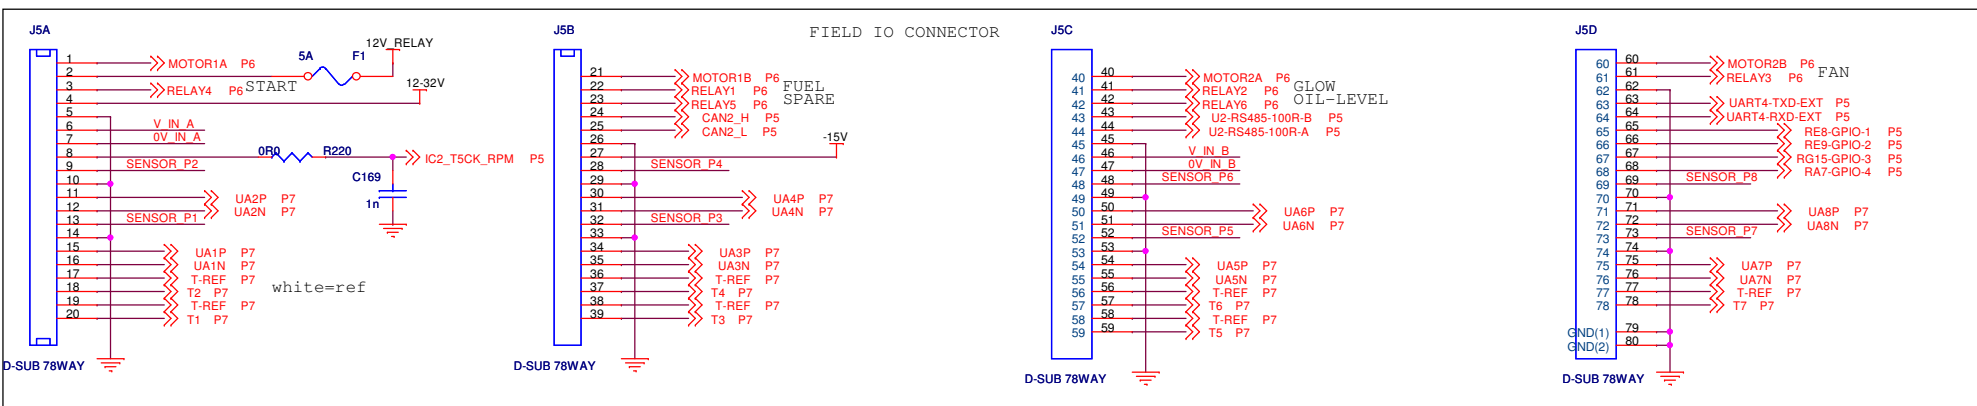 J5A
J5B
FIELD IO CONNECTOR
J5C
J5D
1
MOTOR1A P6
5A
F1
12V_RELAY
2
3
RELAY4 P6
START
12-32V
4
5
6
V_IN_A
7
0V_IN_A
8
0R0
R220
IC2_T5CK_RPM P5
9
SENSOR_P2
C169
1n
10
11
UA2P P7
12
UA2N P7
13
SENSOR_P1
14
15
UA1P P7
16
UA1N P7
17
T-REF P7
18
T2 P7
white=ref
19
T-REF P7
20
T1 P7
D-SUB 78WAY
21
MOTOR1B P6
22
RELAY1 P6
FUEL
23
RELAY5 P6
SPARE
24
CAN2_H P5
25
CAN2_L P5
26
-15V
27
28
SENSOR_P4
29
30
UA4P P7
31
UA4N P7
32
SENSOR_P3
33
34
UA3P P7
35
UA3N P7
36
T-REF P7
37
T4 P7
38
T-REF P7
39
T3 P7
D-SUB 78WAY
40 40
MOTOR2A P6
41 41
RELAY2 P6
GLOW
42 42
RELAY6 P6
OIL-LEVEL
43 43
U2-RS485-100R-B P5
44 44
U2-RS485-100R-A P5
45 45
46 46
V_IN_B
47 47
0V_IN_B
48 48
SENSOR_P6
49 49
50 50
UA6P P7
51 51
UA6N P7
52 52
SENSOR_P5
53 53
54 54
UA5P P7
55 55
UA5N P7
56 56
T-REF P7
57 57
T6 P7
58 58
T-REF P7
59 59
T5 P7
D-SUB 78WAY
60 60
MOTOR2B P6
61 61
RELAY3 P6
FAN
62 62
63 63
UART4-TXD-EXT P5
64 64
UART4-RXD-EXT P5
65 65
RE8-GPIO-1 P5
66 66
RE9-GPIO-2 P5
67 67
RG15-GPIO-3 P5
68 68
RA7-GPIO-4 P5
69 69
SENSOR_P8
70 70
71 71
UA8P P7
72 72
UA8N P7
73 73
SENSOR_P7
74 74
75 75
UA7P P7
76 76
UA7N P7
77 77
T-REF P7
78 78
T7 P7
GND(1) 79
GND(2) 80
D-SUB 78WAY